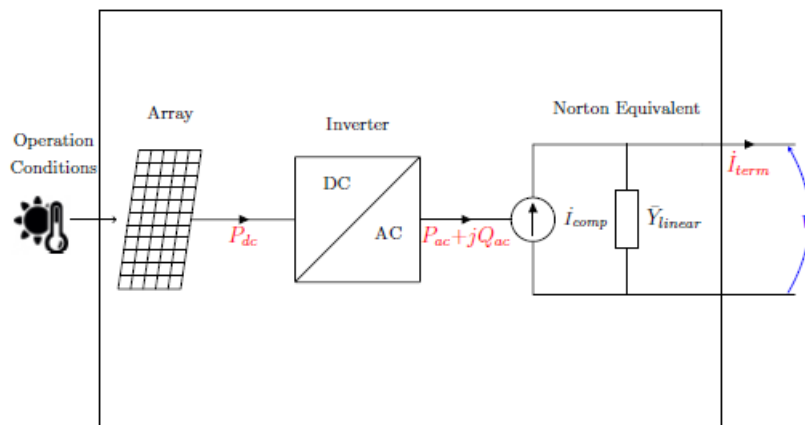 Array
Operation
Conditions
Inverter
Norton Equivalent
DC
AC
P_dc
P_ac+jQ_ac
İ_comp
Ȳ_linear
İ_term